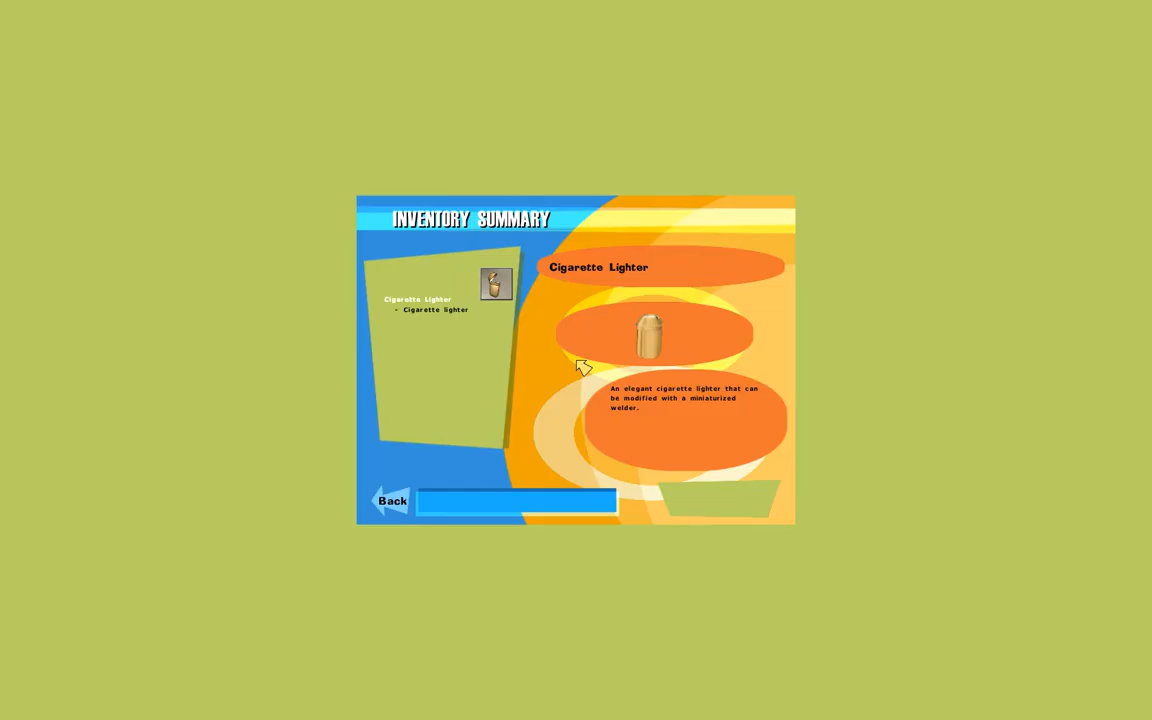 INVENTORY SUMMARY
Cigarette Lighter
Cigarette Lighter
- Cigarette lighter
An elegant cigarette lighter that can
be modified with a miniaturized
welder.
Back